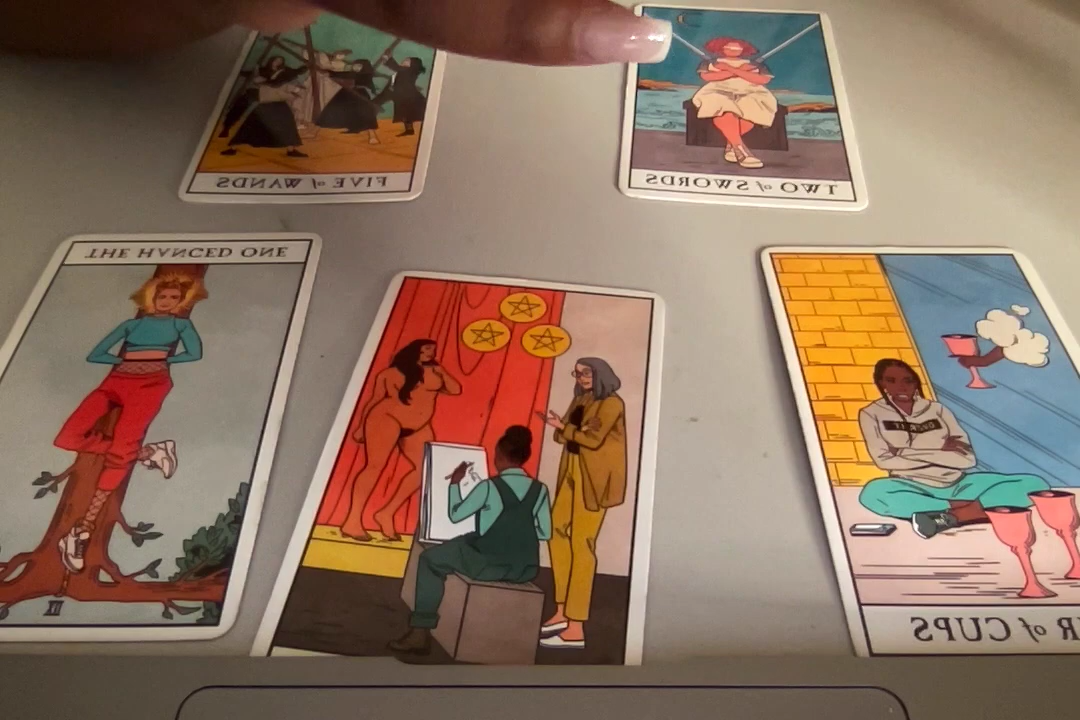 FIVE of WANDS
TWO of SWORDS
THE HANGED ONE
R of CUPS